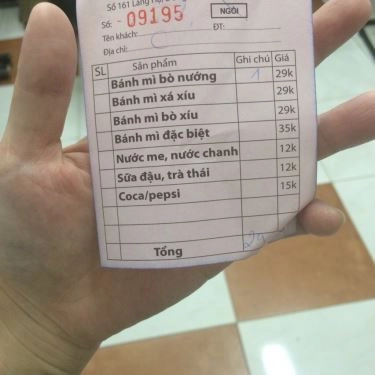 Số 161 Láng Hạ,
Số: - 09195 NGỒI
Tên khách: ĐT:
Địa chỉ:
SL Sản phẩm Ghi chú Giá
Bánh mì bò nướng 1 29k
Bánh mì xá xíu 29k
Bánh mì bò xíu 29k
Bánh mì đặc biệt 35k
Nước me, nước chanh 12k
Sữa đậu, trà thái 12k
Coca/pepsi 15k
Tổng 29